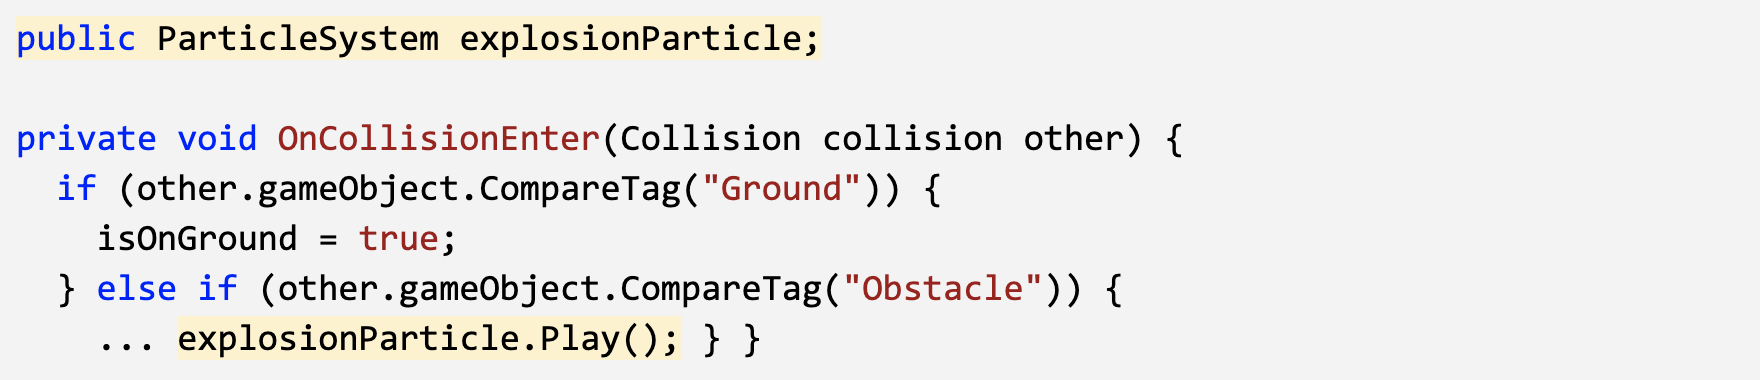 public ParticleSystem explosionParticle;
private void OnCollisionEnter(Collision collision other) {
if (other.gameObject.CompareTag("Ground")) {
isOnGround = true;
} else if (other.gameObject.CompareTag("Obstacle")) {
... explosionParticle.Play(); } }